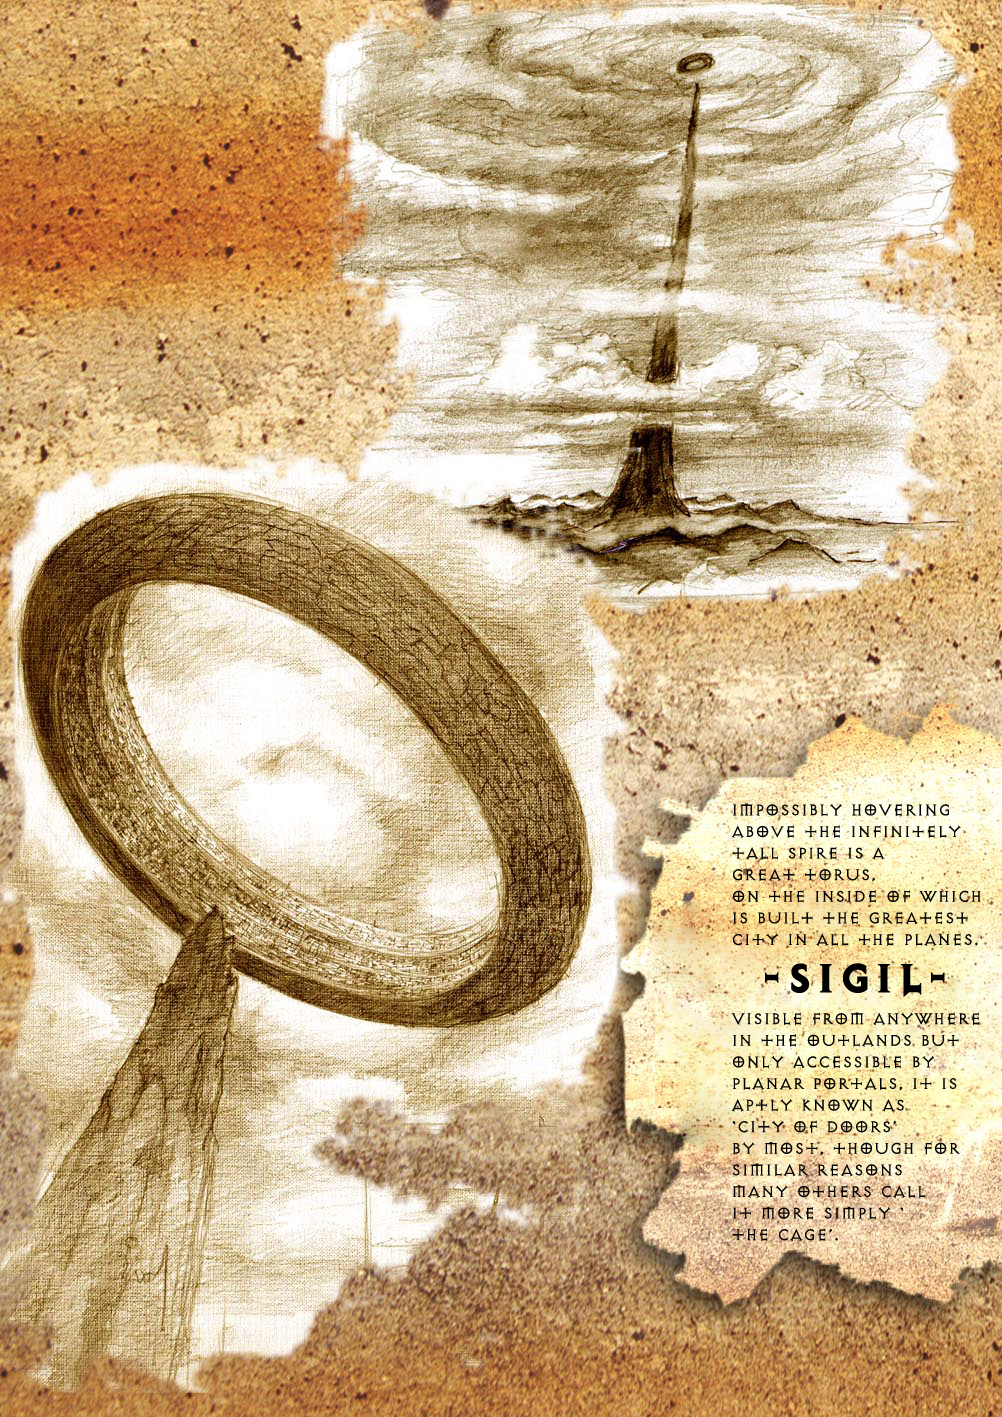 IMPOSSIBLY HOVERING
ABOVE THE INFINITELY
TALL SPIRE IS A
GREAT TORUS,
ON THE INSIDE OF WHICH
IS BUILT THE GREATEST
CITY IN ALL THE PLANES.
-SIGIL-
VISIBLE FROM ANYWHERE
IN THE OUTLANDS, BUT
ONLY ACCESSIBLE BY
PLANAR PORTALS, IT IS
APTLY KNOWN AS
'CITY OF DOORS'
BY MOST, THOUGH FOR
SIMILAR REASONS
MANY OTHERS CALL
IT MORE SIMPLY '
THE CAGE'.